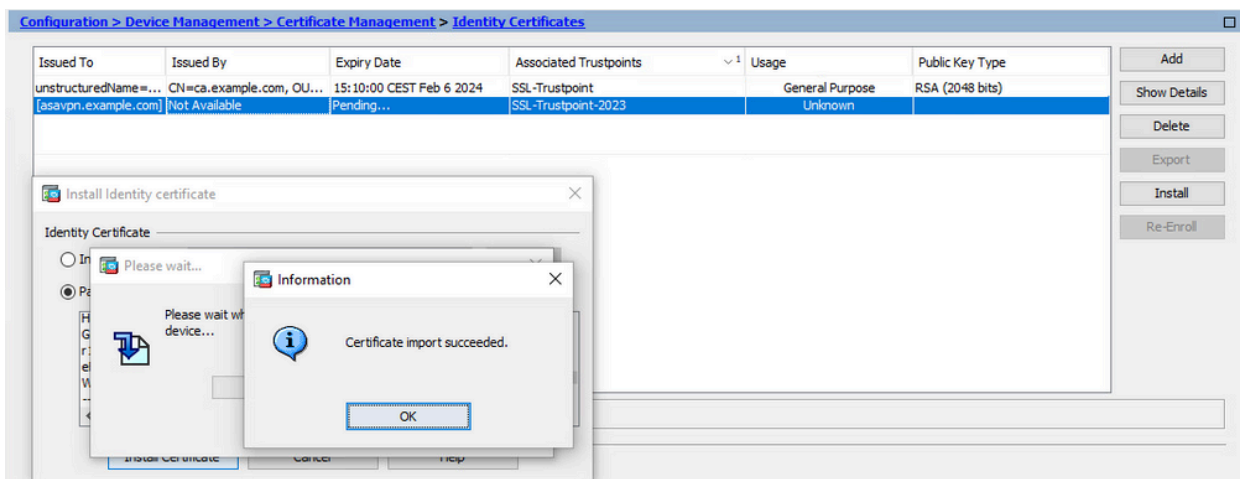 Configuration > Device Management > Certificate Management > Identity Certificates
Issued To Issued By Expiry Date Associated Trustpoints 1 Usage Public Key Type
unstructuredName=... CN=ca.example.com, OU... 15:10:00 CEST Feb 6 2024 SSL-Trustpoint General Purpose RSA (2048 bits)
[asavpn.example.com] Not Available Pending... SSL-Trustpoint-2023 Unknown
Add
Show Details
Delete
Export
Install
Re-Enroll
Install Identity certificate
Identity Certificate
Please wait...
Please wait
device...
Information
Certificate import succeeded.
OK
Install Certificate Cancel Help